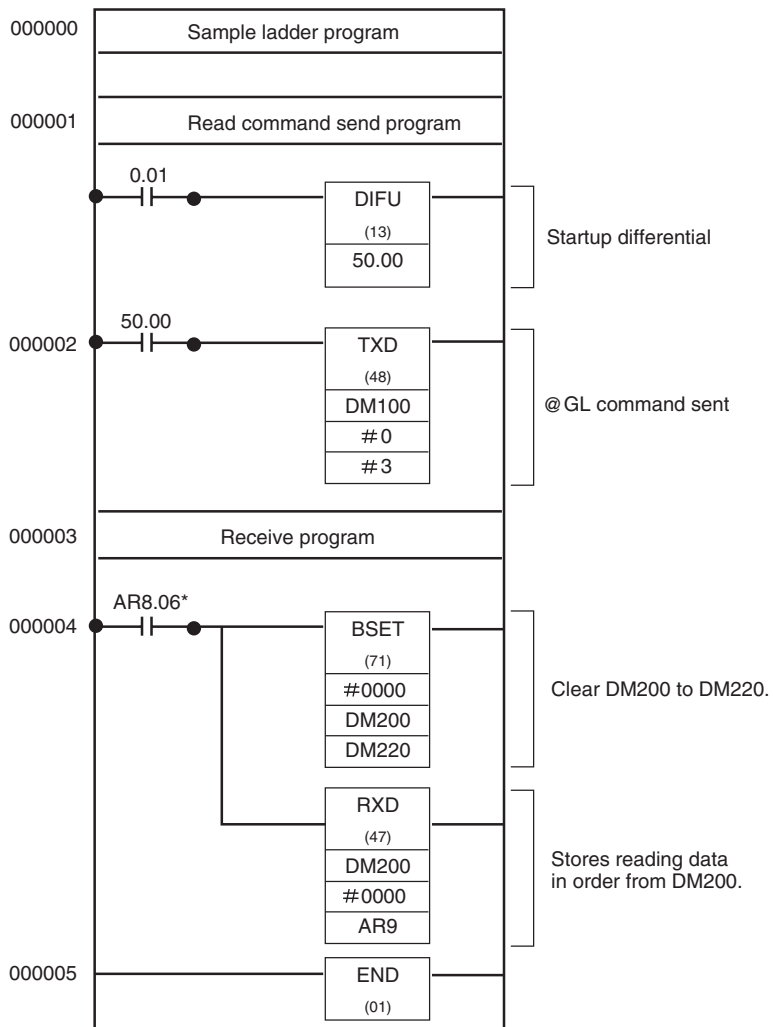 000000
Sample ladder program
000001
Read command send program
0.01
DIFU
(13)
50.00
Startup differential
000002
50.00
TXD
(48)
DM100
#0
#3
@GL command sent
000003
Receive program
000004
AR8.06*
BSET
(71)
#0000
DM200
DM220
Clear DM200 to DM220.
RXD
(47)
DM200
#0000
AR9
Stores reading data
in order from DM200.
000005
END
(01)